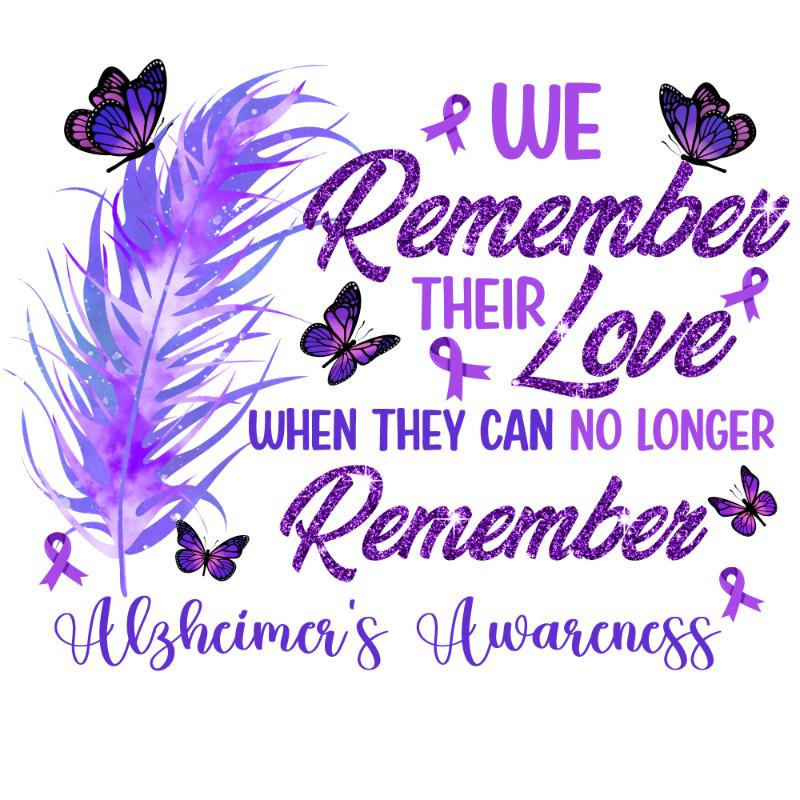 WE
Remember
THEIR Love
WHEN THEY CAN NO LONGER
Remember
Alzheimer's Awareness